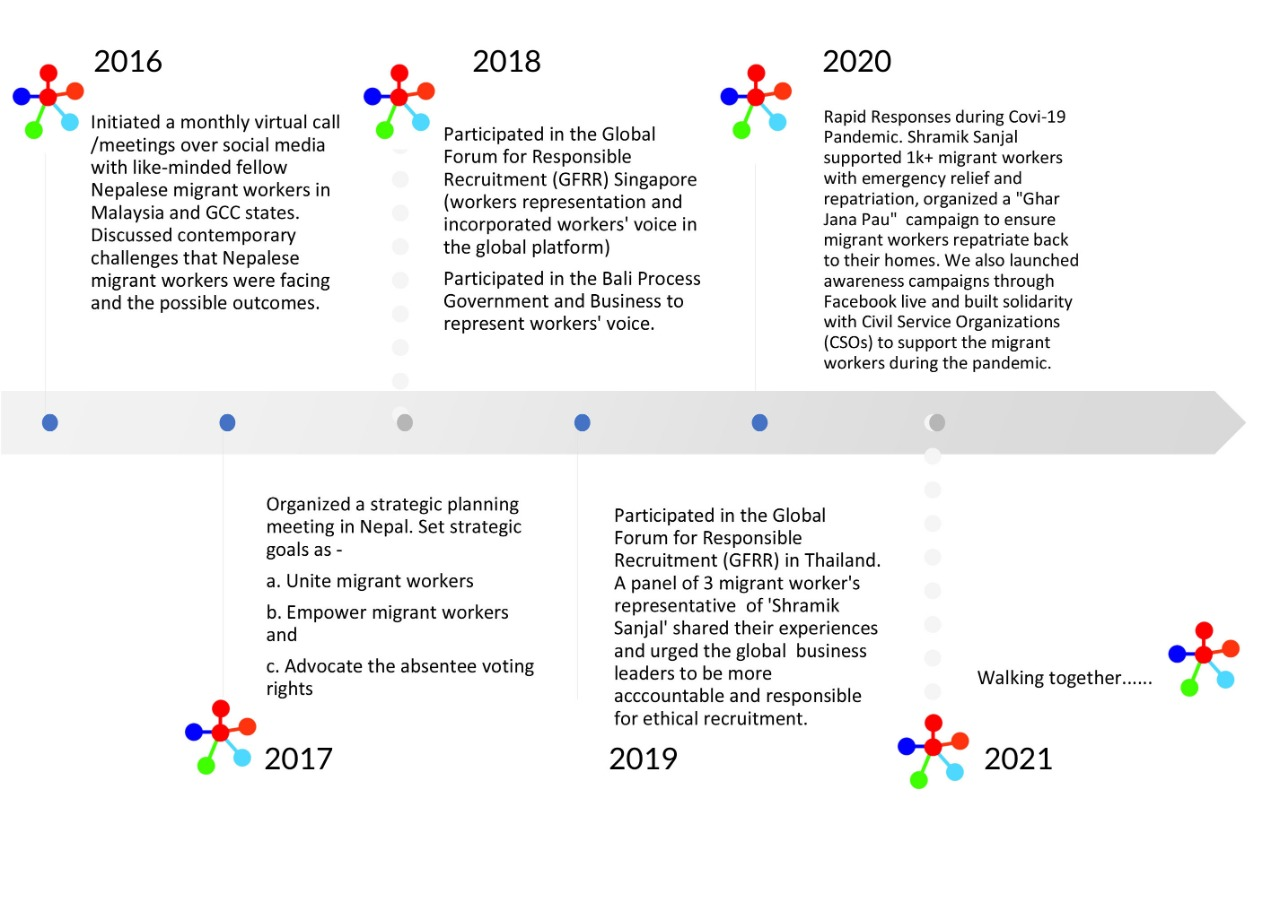 2016
Initiated a monthly virtual call
/meetings over social media
with like-minded fellow
Nepalese migrant workers in
Malaysia and GCC states.
Discussed contemporary
challenges that Nepalese
migrant workers were facing
and the possible outcomes.
2018
Participated in the Global
Forum for Responsible
Recruitment (GFRR) Singapore
(workers representation and
incorporated workers' voice in
the global platform)
Participated in the Bali Process
Government and Business to
represent workers' voice.
2020
Rapid Responses during Covi-19
Pandemic. Shramik Sanjal
supported 1k+ migrant workers
with emergency relief and
repatriation, organized a "Ghar
Jana Pau"  campaign to ensure
migrant workers repatriate back
to their homes. We also launched
awareness campaigns through
Facebook live and built solidarity
with Civil Service Organizations
(CSOs) to support the migrant
workers during the pandemic.
Organized a strategic planning
meeting in Nepal. Set strategic
goals as -
a. Unite migrant workers
b. Empower migrant workers
and
c. Advocate the absentee voting
rights
2017
Participated in the Global
Forum for Responsible
Recruitment (GFRR) in Thailand.
A panel of 3 migrant worker's
representative  of 'Shramik
Sanjal' shared their experiences
and urged the global  business
leaders to be more
acccountable and responsible
for ethical recruitment.
2019
Walking together......
2021